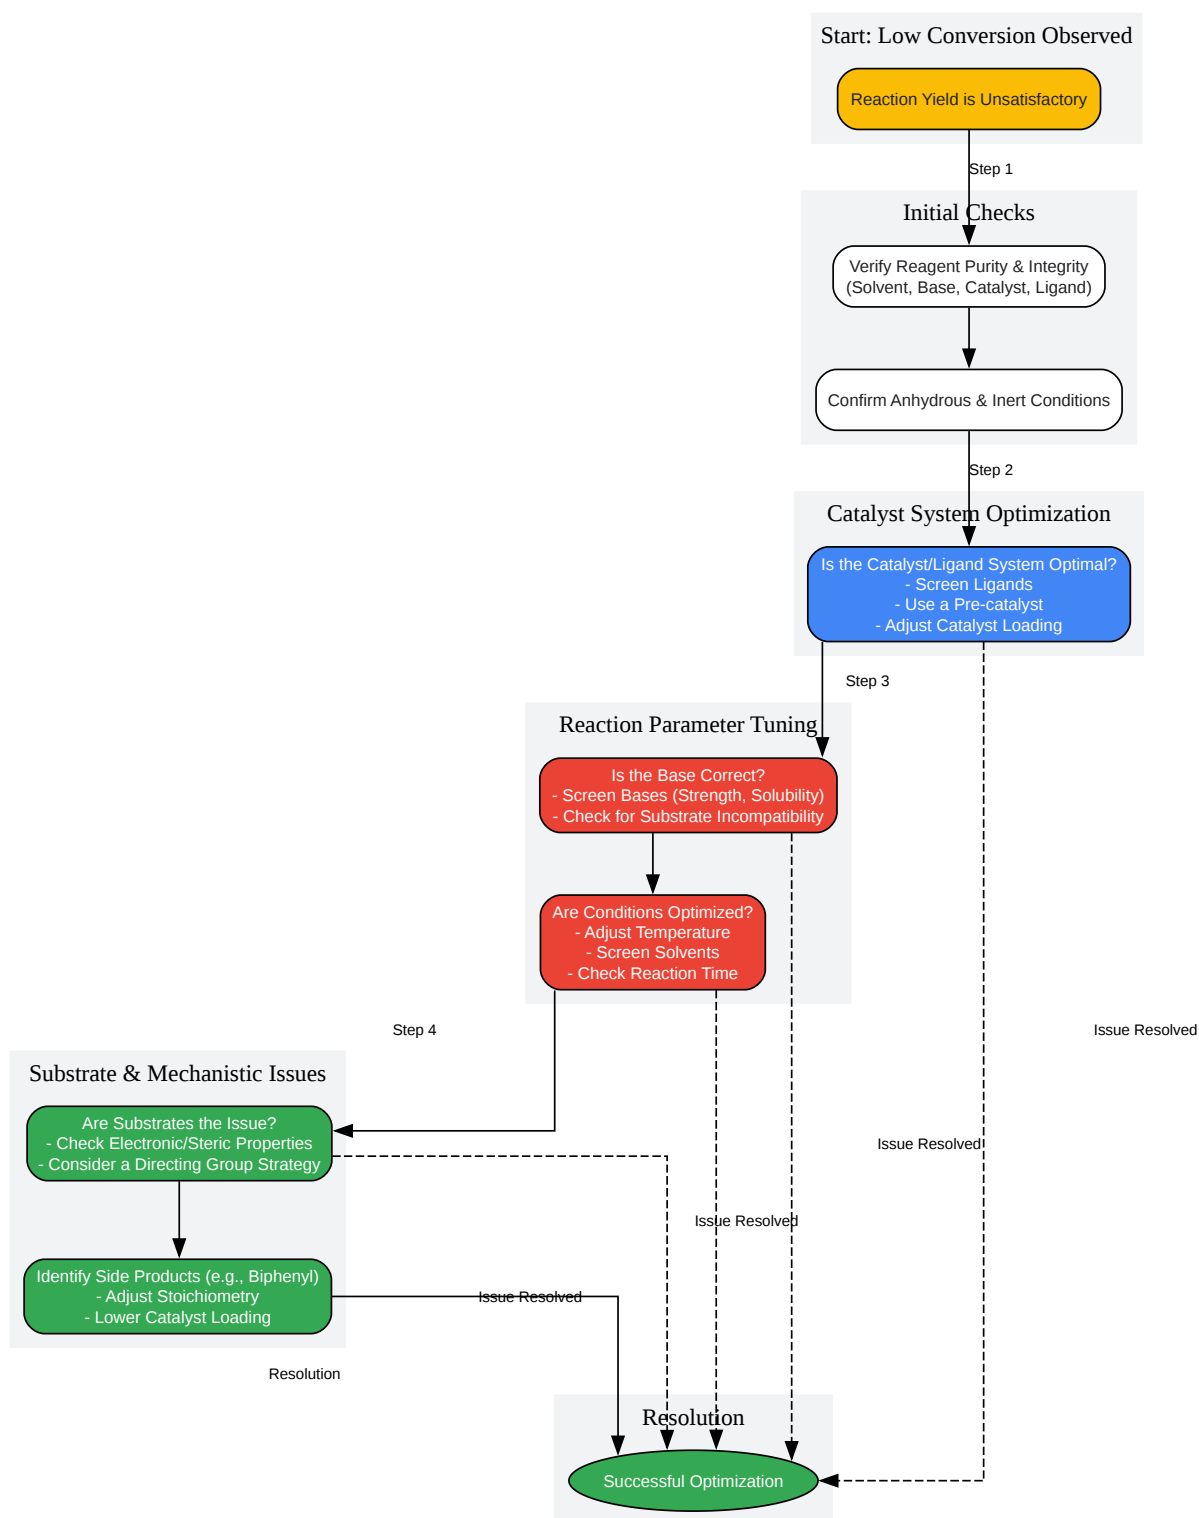 Start: Low Conversion Observed
Reaction Yield is Unsatisfactory
Step 1
Initial Checks
Verify Reagent Purity & Integrity
(Solvent, Base, Catalyst, Ligand)
Confirm Anhydrous & Inert Conditions
Step 2
Catalyst System Optimization
Is the Catalyst/Ligand System Optimal?
- Screen Ligands
- Use a Pre-catalyst
- Adjust Catalyst Loading
Step 3
Reaction Parameter Tuning
Is the Base Correct?
- Screen Bases (Strength, Solubility)
- Check for Substrate Incompatibility
Are Conditions Optimized?
- Adjust Temperature
- Screen Solvents
- Check Reaction Time
Step 4
Issue Resolved
Substrate & Mechanistic Issues
Are Substrates the Issue?
- Check Electronic/Steric Properties
- Consider a Directing Group Strategy
Issue Resolved
Issue Resolved
Identify Side Products (e.g., Biphenyl)
- Adjust Stoichiometry
- Lower Catalyst Loading
Issue Resolved
Resolution
Resolution
Successful Optimization